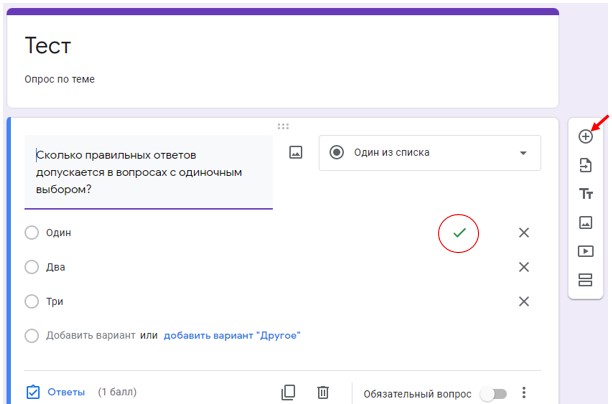 Тест
Опрос по теме
Сколько правильных ответов
допускается в вопросах с одиночным
выбором?
Один из списка
Один
Два
Три
Добавить вариант или добавить вариант "Другое"
Ответы (1 балл)
Обязательный вопрос
Тт